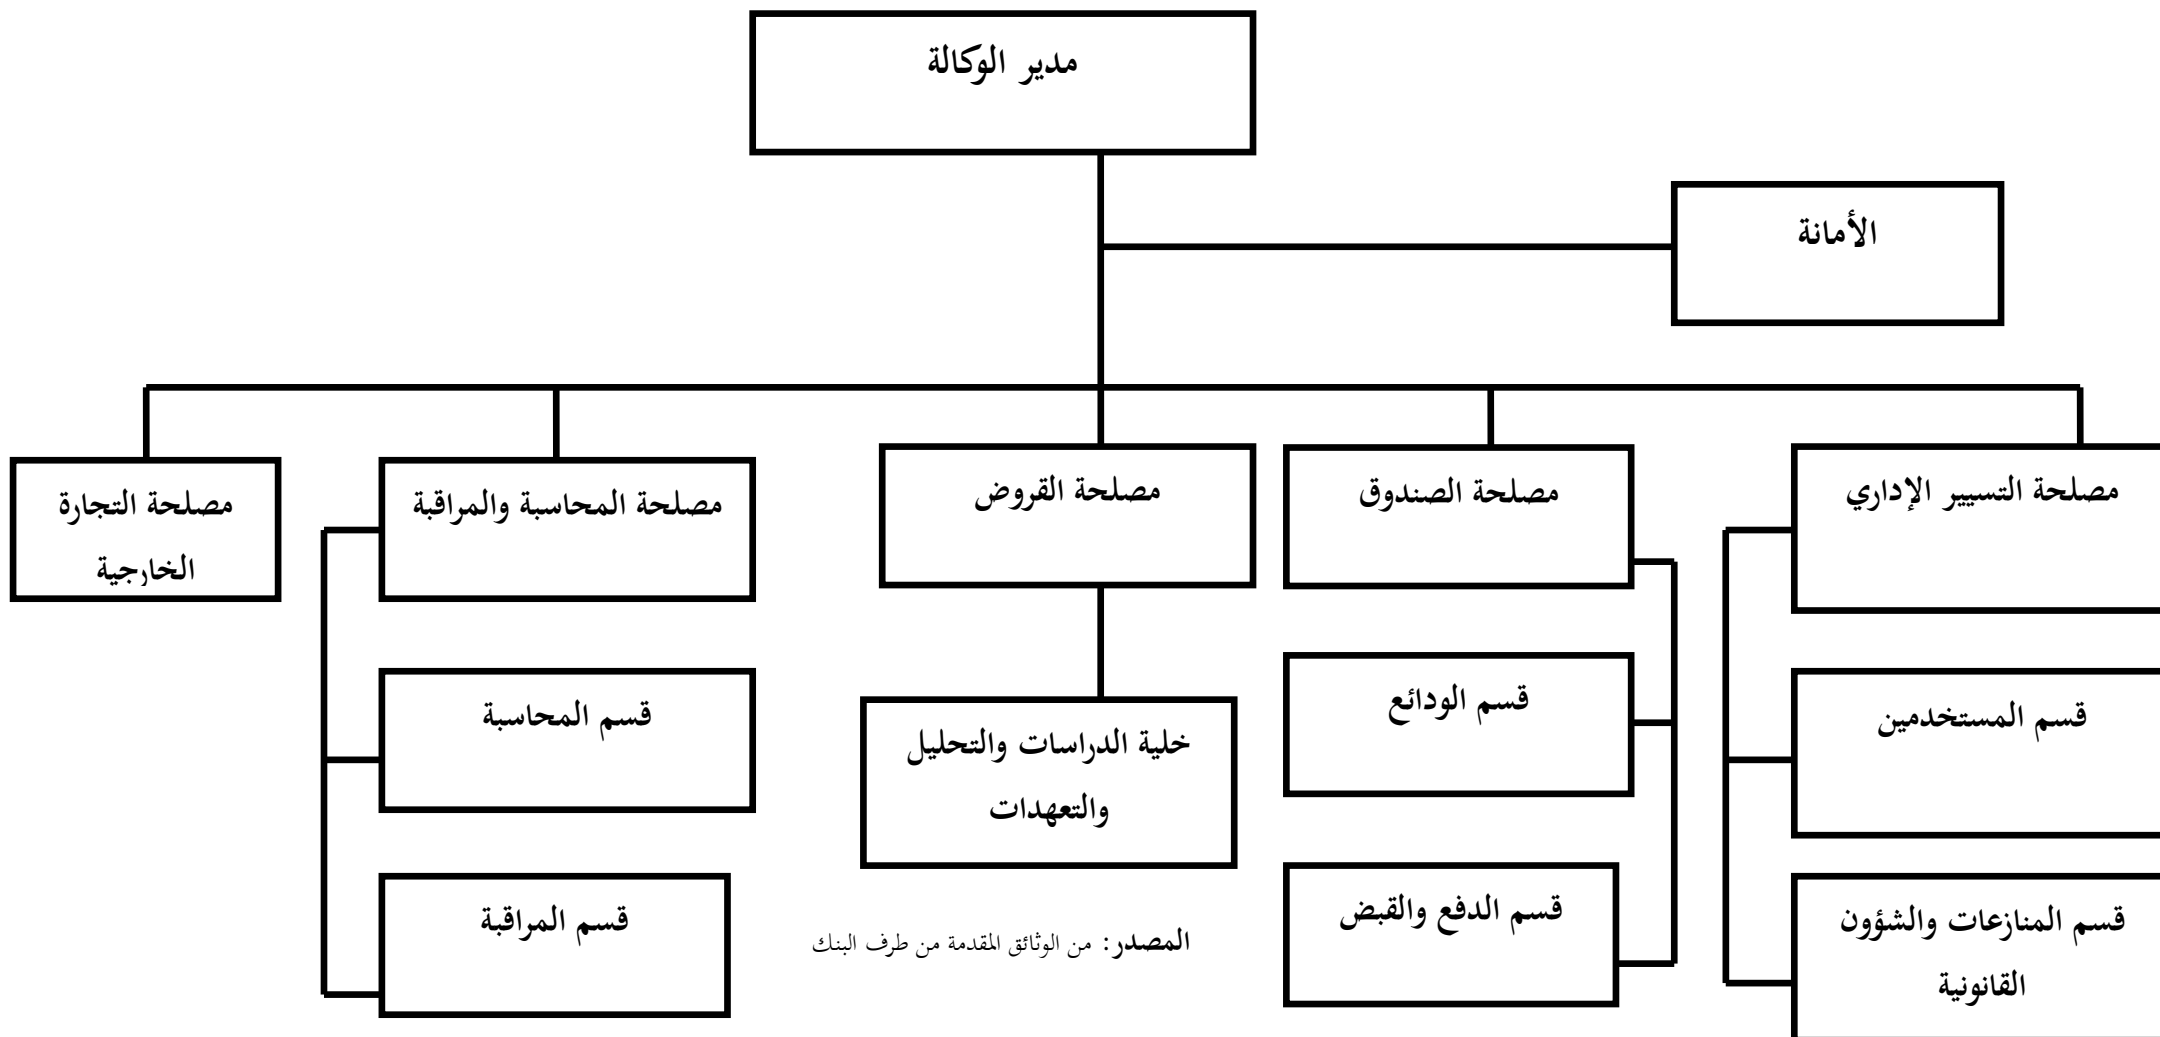 مدير الوكالة
الأمانة
مصلحة التسيير الإداري
مصلحة الصندوق
مصلحة القروض
مصلحة المحاسبة والمراقبة
مصلحة التجارة
الخارجية
قسم المستخدمين
قسم الودائع
خلية الدراسات والتحليل
والتعهدات
قسم المحاسبة
قسم المنازعات والشؤون
القانونية
قسم الدفع والقبض
قسم المراقبة
المصدر: من الوثائق المقدمة من طرف البنك